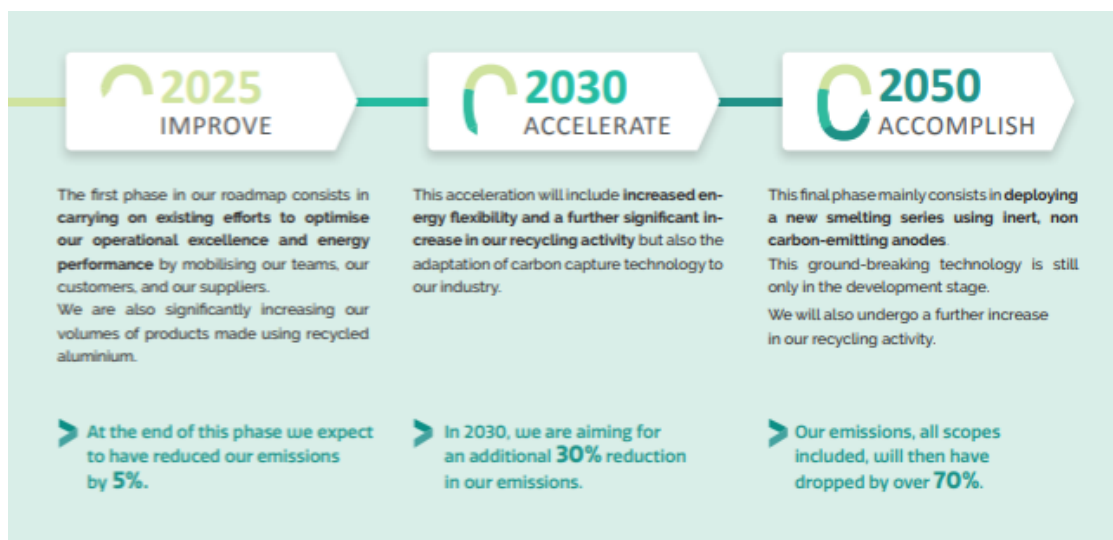 2025
IMPROVE
The first phase in our roadmap consists in
carrying on existing efforts to optimise
our operational excellence and energy
performance by mobilising our teams, our
customers, and our suppliers.
We are also significantly increasing our
volumes of products made using recycled
aluminium.
At the end of this phase we expect
to have reduced our emissions
by 5%.
2030
ACCELERATE
This acceleration will include increased en-
ergy flexibility and a further significant in-
crease in our recycling activity but also the
adaptation of carbon capture technology to
our industry.
In 2030, we are aiming for
an additional 30% reduction
in our emissions.
2050
ACCOMPLISH
This final phase mainly consists in deploying
a new smelting series using inert, non
carbon-emitting anodes.
This ground-breaking technology is still
only in the development stage.
We will also undergo a further increase
in our recycling activity.
Our emissions, all scopes
included, will then have
dropped by over 70%.